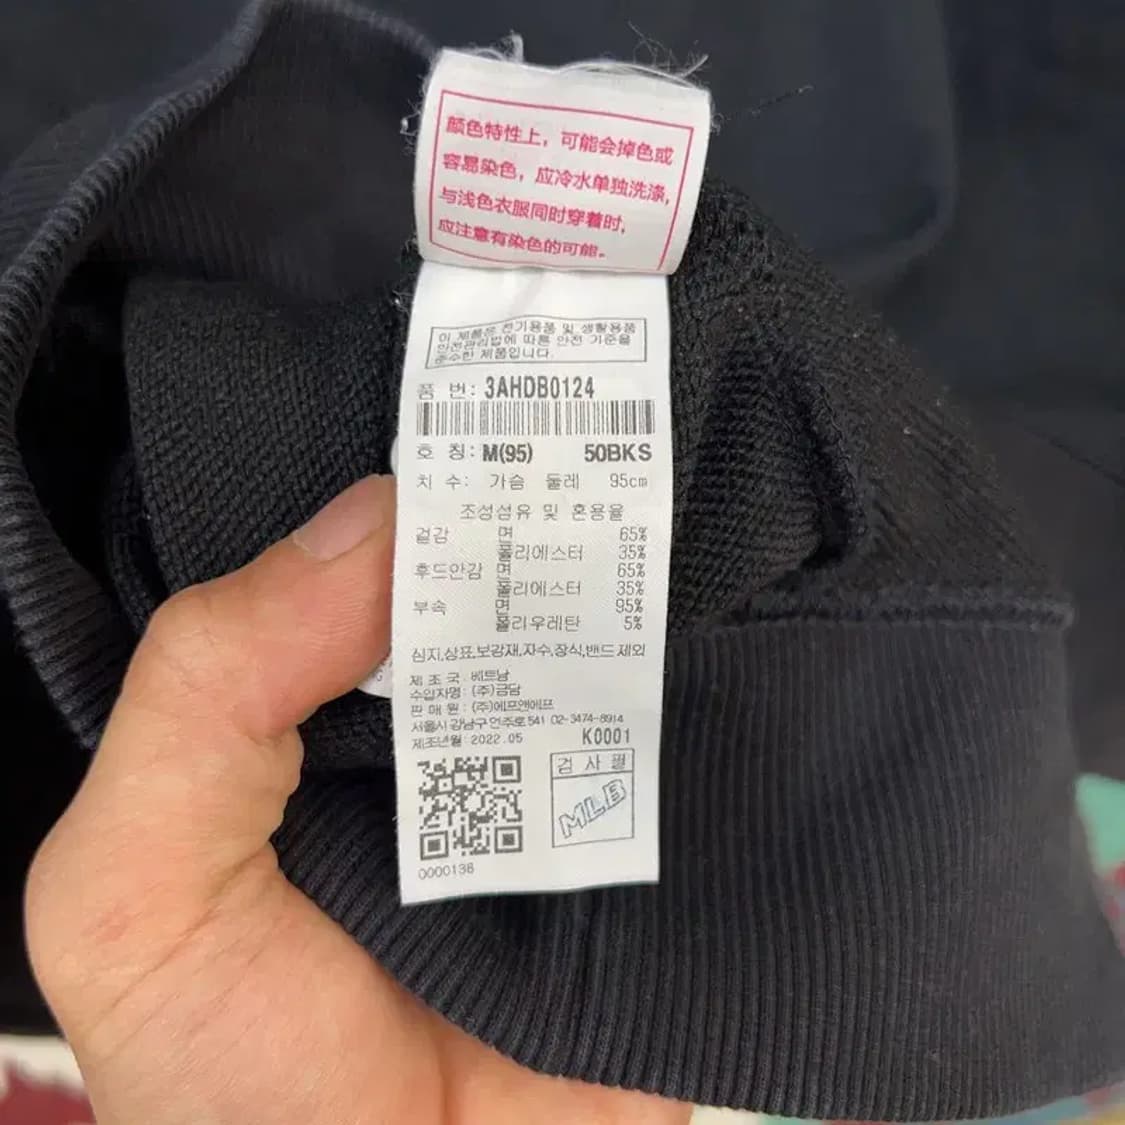 颜色特性上，可能会掉色或
容易染色，应冷水单独洗涤，
与浅色衣服同时穿着时，
应注意有染色的可能。
이 제품은 전기용품 및 생활용품
안전관리법에 따른 안전 기준을
준수한 제품입니다.
품 번: 3AHDB0124
호 칭: M(95) 50BKS
치 수: 가슴 둘레 95cm
조성섬유 및 혼용율
겉감 면 65%
폴리에스터 35%
후드안감 면 65%
폴리에스터 35%
부속 면 95%
폴리우레탄 5%
심지,상표,보강재,자수,장식,밴드 제외
제 조 국 : 베트남
수입자명 : (주)금담
판 매 원 : (주)에프앤에프
서울시 강남구 언주로 541 02-3474-8914
제조년월 : 2022.05 K0001
검 사 필
MLB
0000138